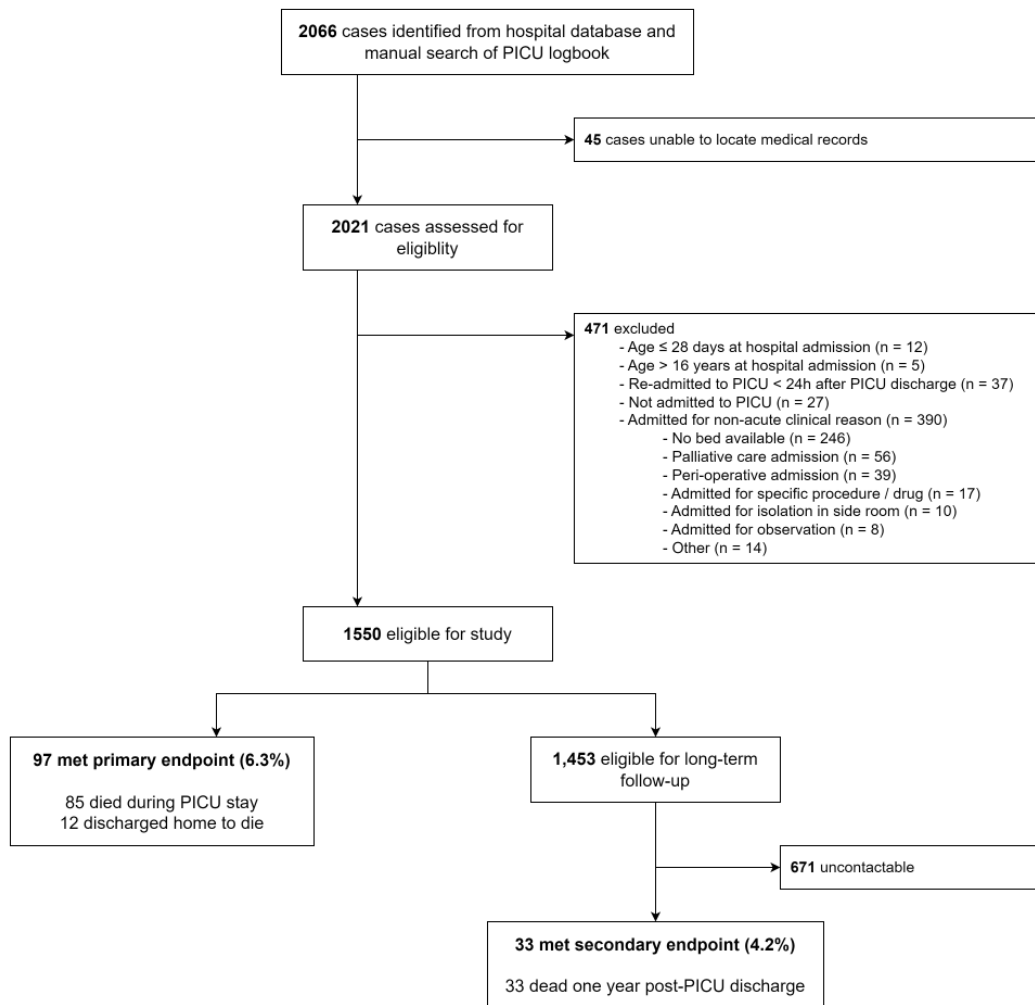 2066 cases identified from hospital database and
manual search of PICU logbook
45 cases unable to locate medical records
2021 cases assessed for
eligiblity
471 excluded
- Age ≤ 28 days at hospital admission (n = 12)
- Age > 16 years at hospital admission (n = 5)
- Re-admitted to PICU < 24h after PICU discharge (n = 37)
- Not admitted to PICU (n = 27)
- Admitted for non-acute clinical reason (n = 390)
- No bed available (n = 246)
- Palliative care admission (n = 56)
- Peri-operative admission (n = 39)
- Admitted for specific procedure / drug (n = 17)
- Admitted for isolation in side room (n = 10)
- Admitted for observation (n = 8)
- Other (n = 14)
1550 eligible for study
97 met primary endpoint (6.3%)
85 died during PICU stay
12 discharged home to die
1,453 eligible for long-term
follow-up
671 uncontactable
33 met secondary endpoint (4.2%)
33 dead one year post-PICU discharge